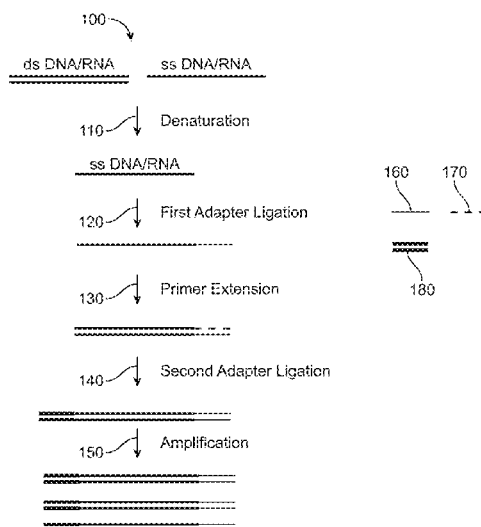 100
ds DNA/RNA ss DNA/RNA
110 Denaturation
ss DNA/RNA
160 170
120 First Adapter Ligation
180
130 Primer Extension
140 Second Adapter Ligation
150 Amplification